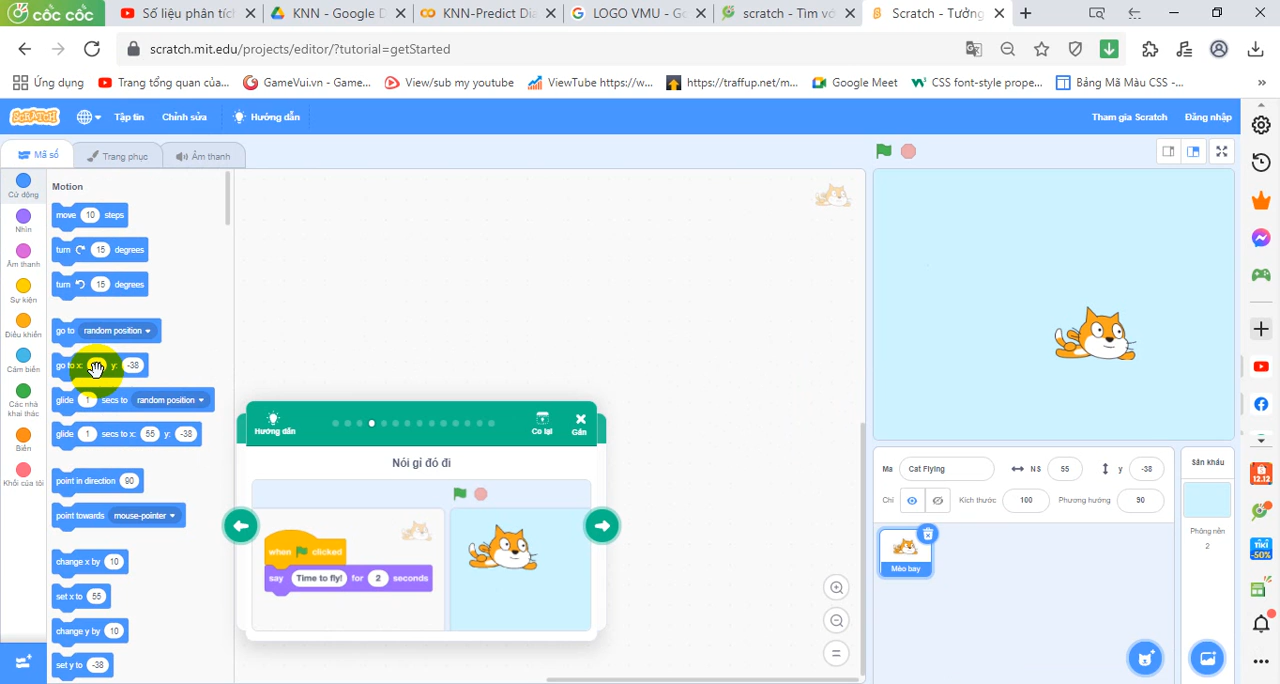 CỐC CỐC
Số liệu phân tích
KNN - Google D
KNN-Predict Dia
LOGO VMU - Go
scratch - Tìm vớ
Scratch - Tưởng
scratch.mit.edu/projects/editor/?tutorial=getStarted
Ứng dụng
Trang tổng quan của...
GameVui.vn - Game...
View/sub my youtube
ViewTube https://w...
https://traffup.net/m...
Google Meet
CSS font-style prope...
Bảng Mã Màu CSS -...
SCRATCH
Tập tin
Chỉnh sửa
Hướng dẫn
Tham gia Scratch
Đăng nhập
Mã số
Trang phục
Âm thanh
Cử động
Nhìn
Âm thanh
Sự kiện
Điều khiển
Cảm biến
Các nhà khai thác
Biến
Khối của tôi
Motion
move 10 steps
turn 15 degrees
turn 15 degrees
go to random position
go to x: y: -38
glide 1 secs to random position
glide 1 secs to x: 55 y: -38
point in direction 90
point towards mouse-pointer
change x by 10
set x to 55
change y by 10
set y to -38
Hướng dẫn
Co lại
Gần
Nói gì đó đi
when clicked
say Time to fly! for 2 seconds
Ma Cat Flying
N S 55
y -38
Chỉ
Kích thước 100
Phương hướng 90
Mèo bay
Sân khấu
Phông nền
2
12.12
TIKI
-50%